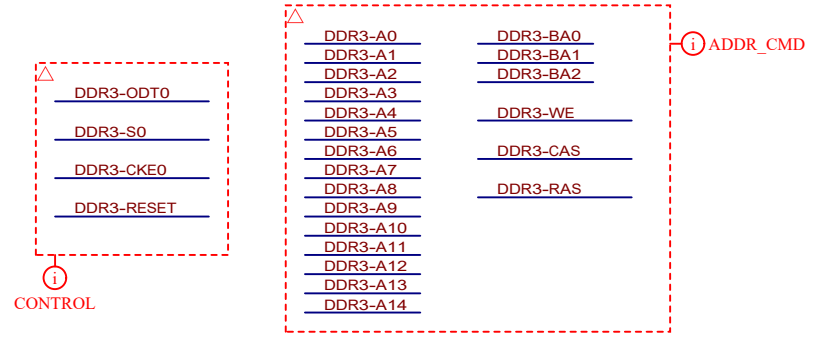 DDR3-ODT0
DDR3-S0
DDR3-CKE0
DDR3-RESET
i
CONTROL
DDR3-A0
DDR3-A1
DDR3-A2
DDR3-A3
DDR3-A4
DDR3-A5
DDR3-A6
DDR3-A7
DDR3-A8
DDR3-A9
DDR3-A10
DDR3-A11
DDR3-A12
DDR3-A13
DDR3-A14
DDR3-BA0
DDR3-BA1
DDR3-BA2
DDR3-WE
DDR3-CAS
DDR3-RAS
i ADDR_CMD